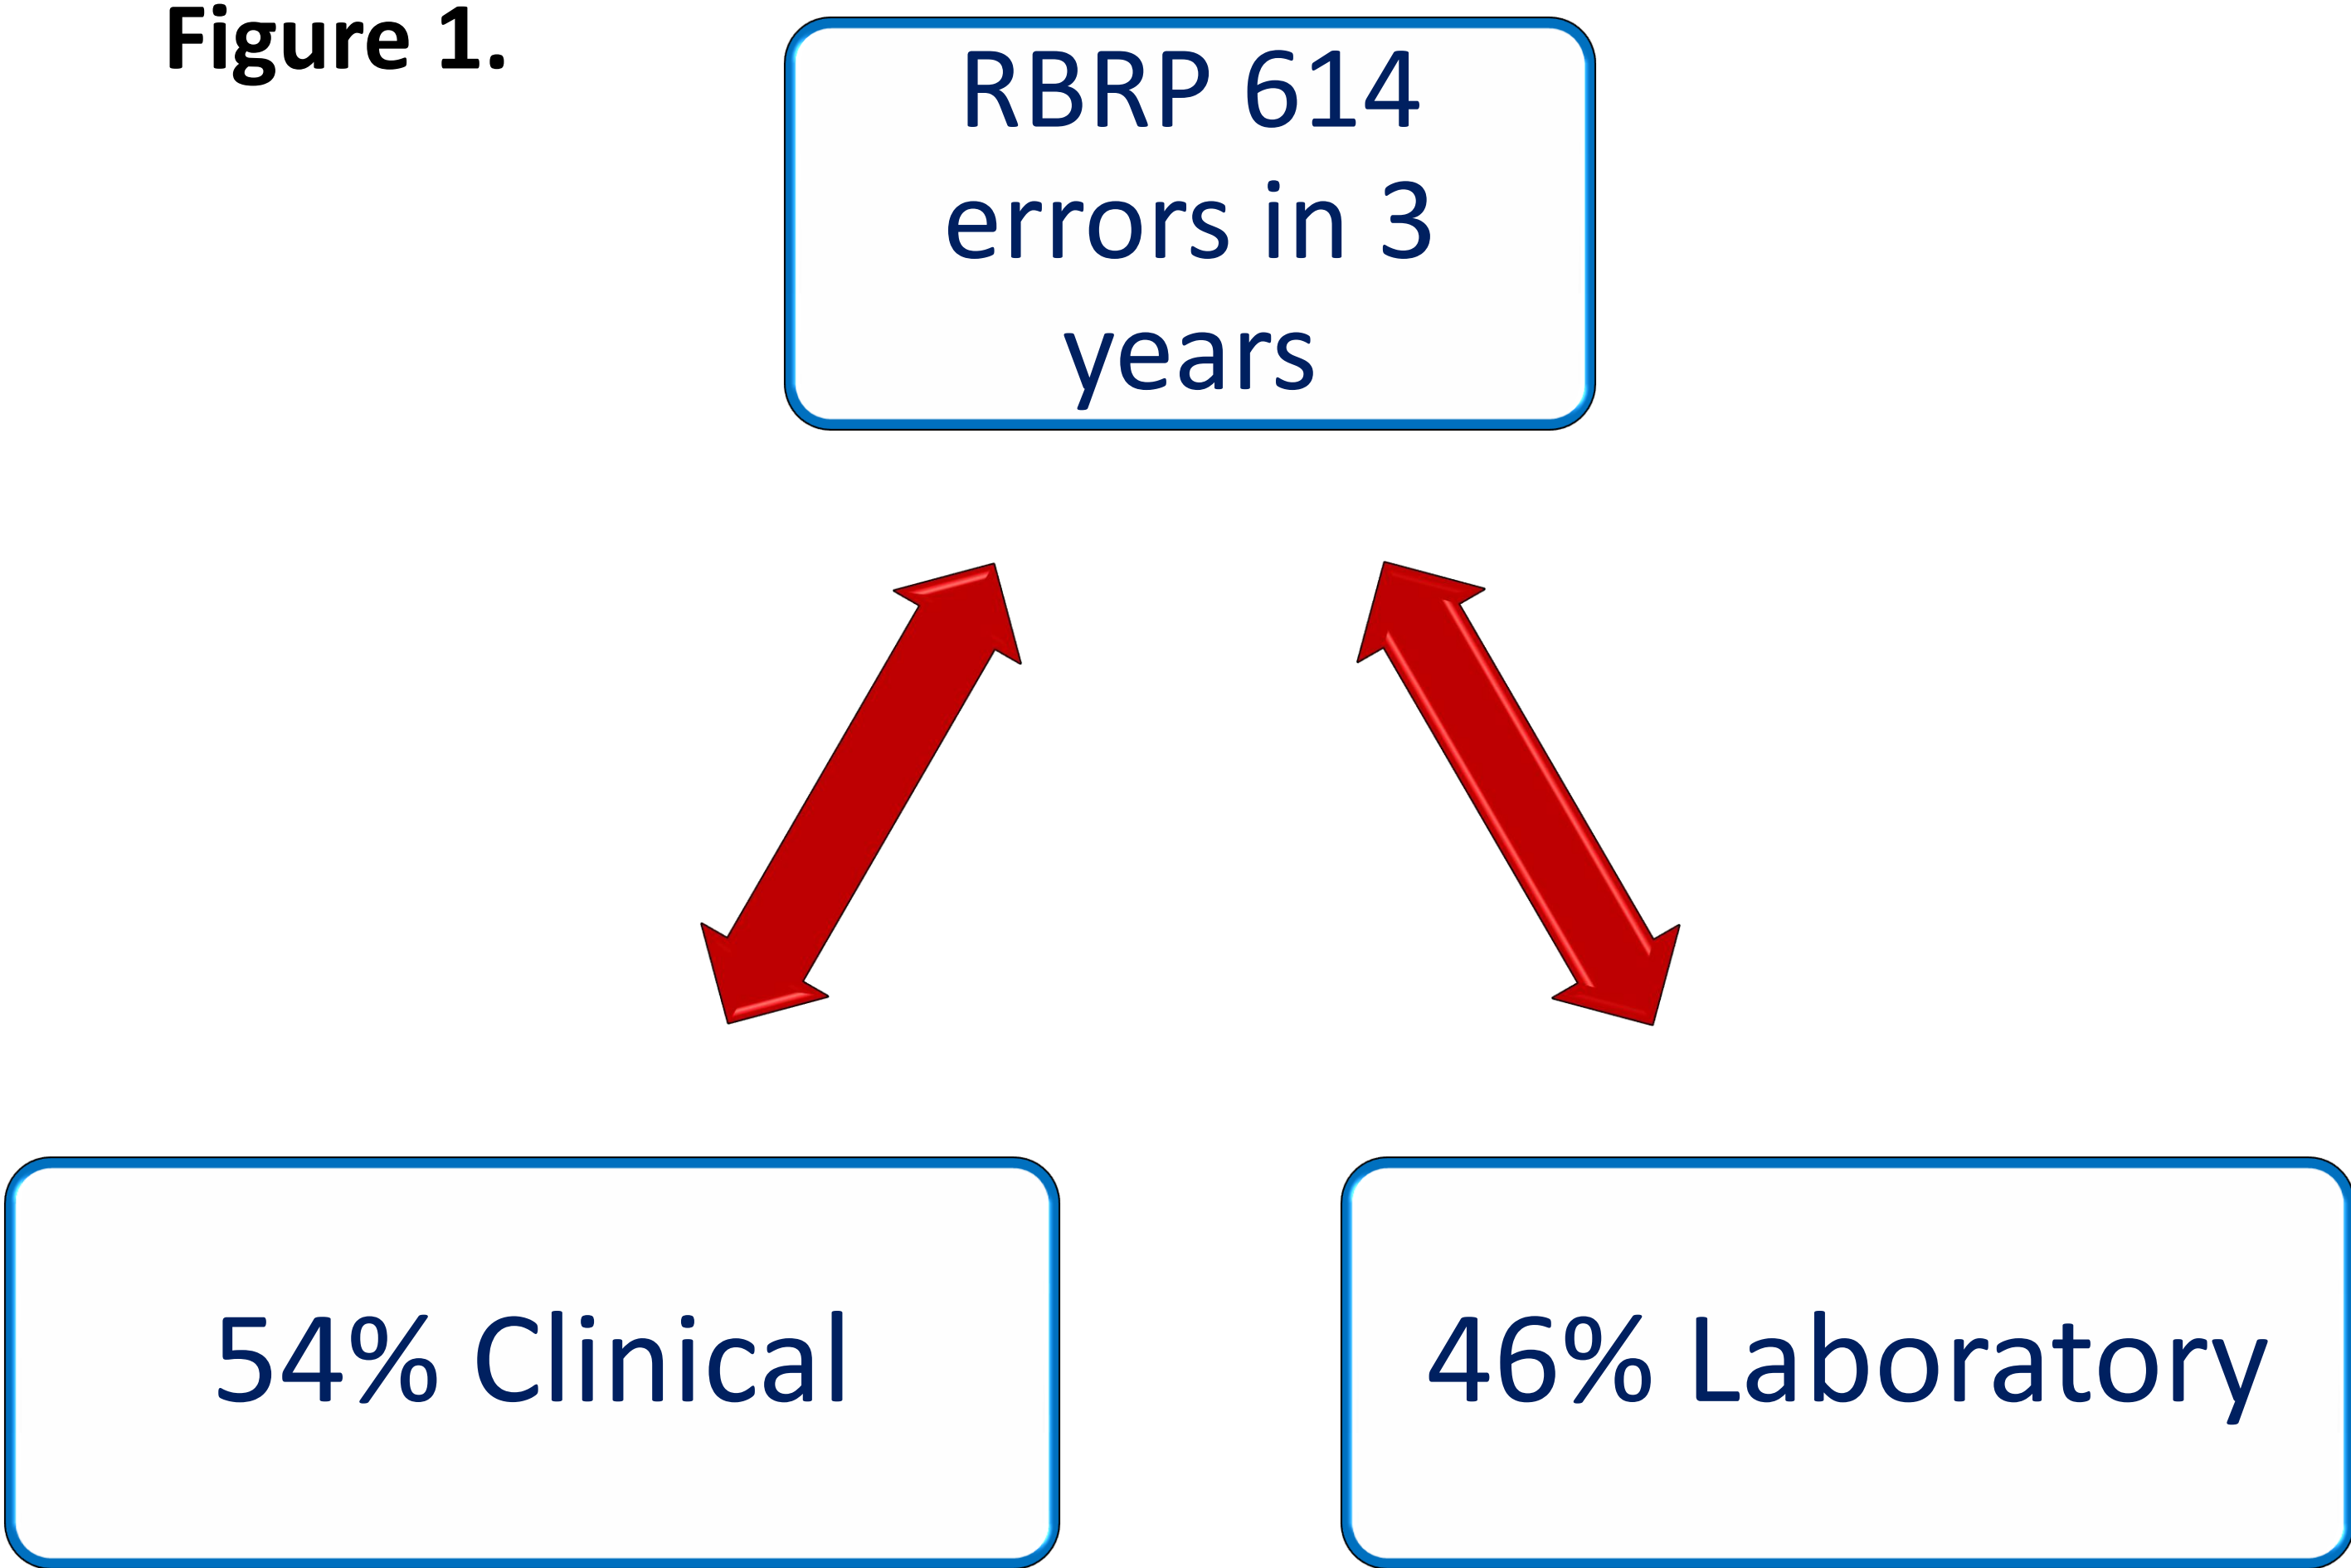 Figure 1.
RBRP 614
errors in 3
years
54% Clinical
46% Laboratory